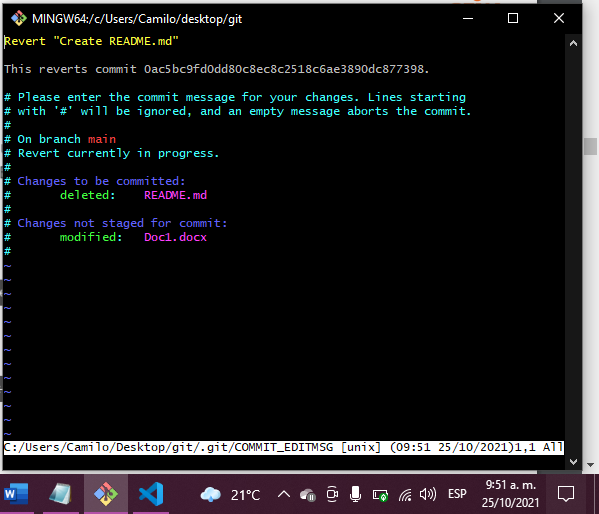 MINGW64:/c/Users/Camilo/desktop/git
Revert "Create README.md"
This reverts commit 0ac5bc9fd0dd80c8ec8c2518c6ae3890dc877398.
# Please enter the commit message for your changes. Lines starting
# with '#' will be ignored, and an empty message aborts the commit.
#
# On branch main
# Revert currently in progress.
#
# Changes to be committed:
#       deleted:    README.md
#
# Changes not staged for commit:
#       modified:   Doc1.docx
#
~
~
~
~
~
~
~
~
~
~
~
~
~
C:/Users/Camilo/Desktop/git/.git/COMMIT_EDITMSG [unix] (09:51 25/10/2021)1,1 All
W
21°C
ESP
9:51 a. m.
25/10/2021